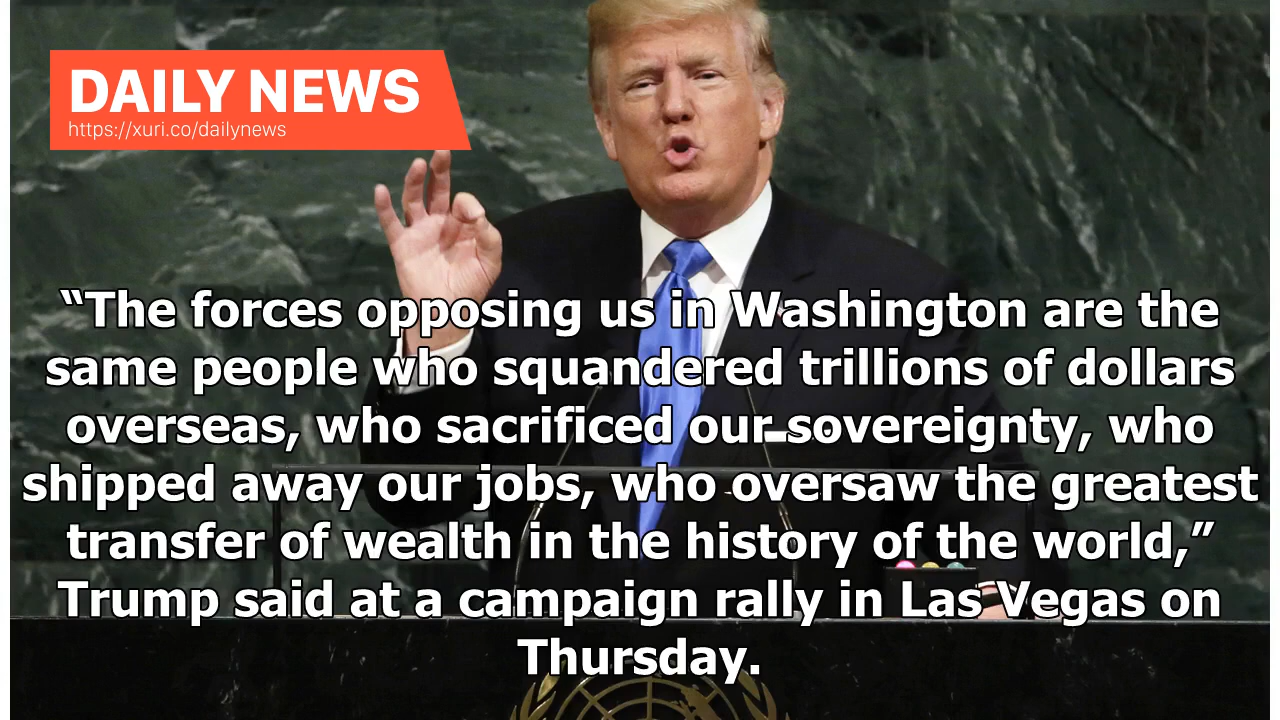 DAILY NEWS
https://xuri.co/dailynews
“The forces opposing us in Washington are the
same people who squandered trillions of dollars
overseas, who sacrificed our sovereignty, who
shipped away our jobs, who oversaw the greatest
transfer of wealth in the history of the world,”
Trump said at a campaign rally in Las Vegas on
Thursday.